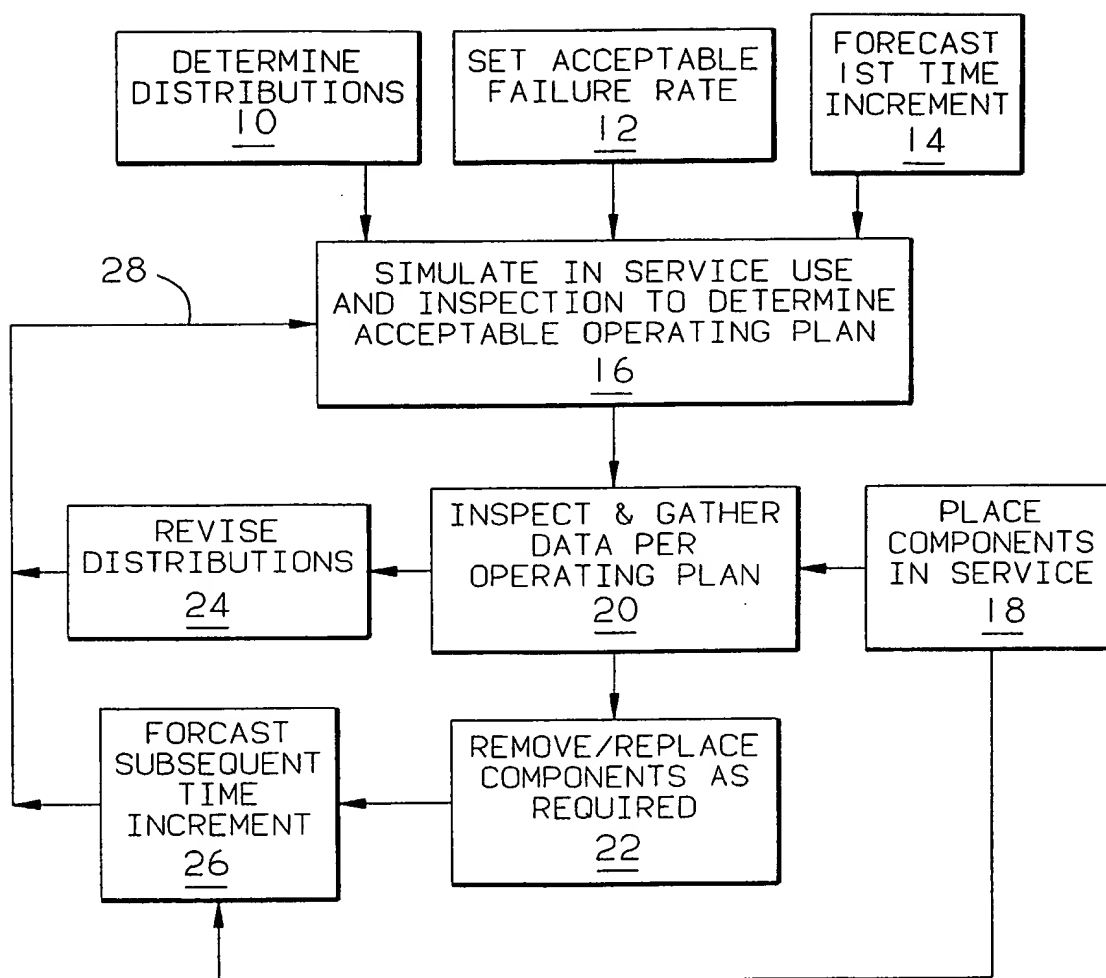 DETERMINE
DISTRIBUTIONS
10
SET ACCEPTABLE
FAILURE RATE
12
FORECAST
1ST TIME
INCREMENT
14
28
SIMULATE IN SERVICE USE
AND INSPECTION TO DETERMINE
ACCEPTABLE OPERATING PLAN
16
REVISE
DISTRIBUTIONS
24
INSPECT & GATHER
DATA PER
OPERATING PLAN
20
PLACE
COMPONENTS
IN SERVICE
18
FORCAST
SUBSEQUENT
TIME
INCREMENT
26
REMOVE/REPLACE
COMPONENTS AS
REQUIRED
22